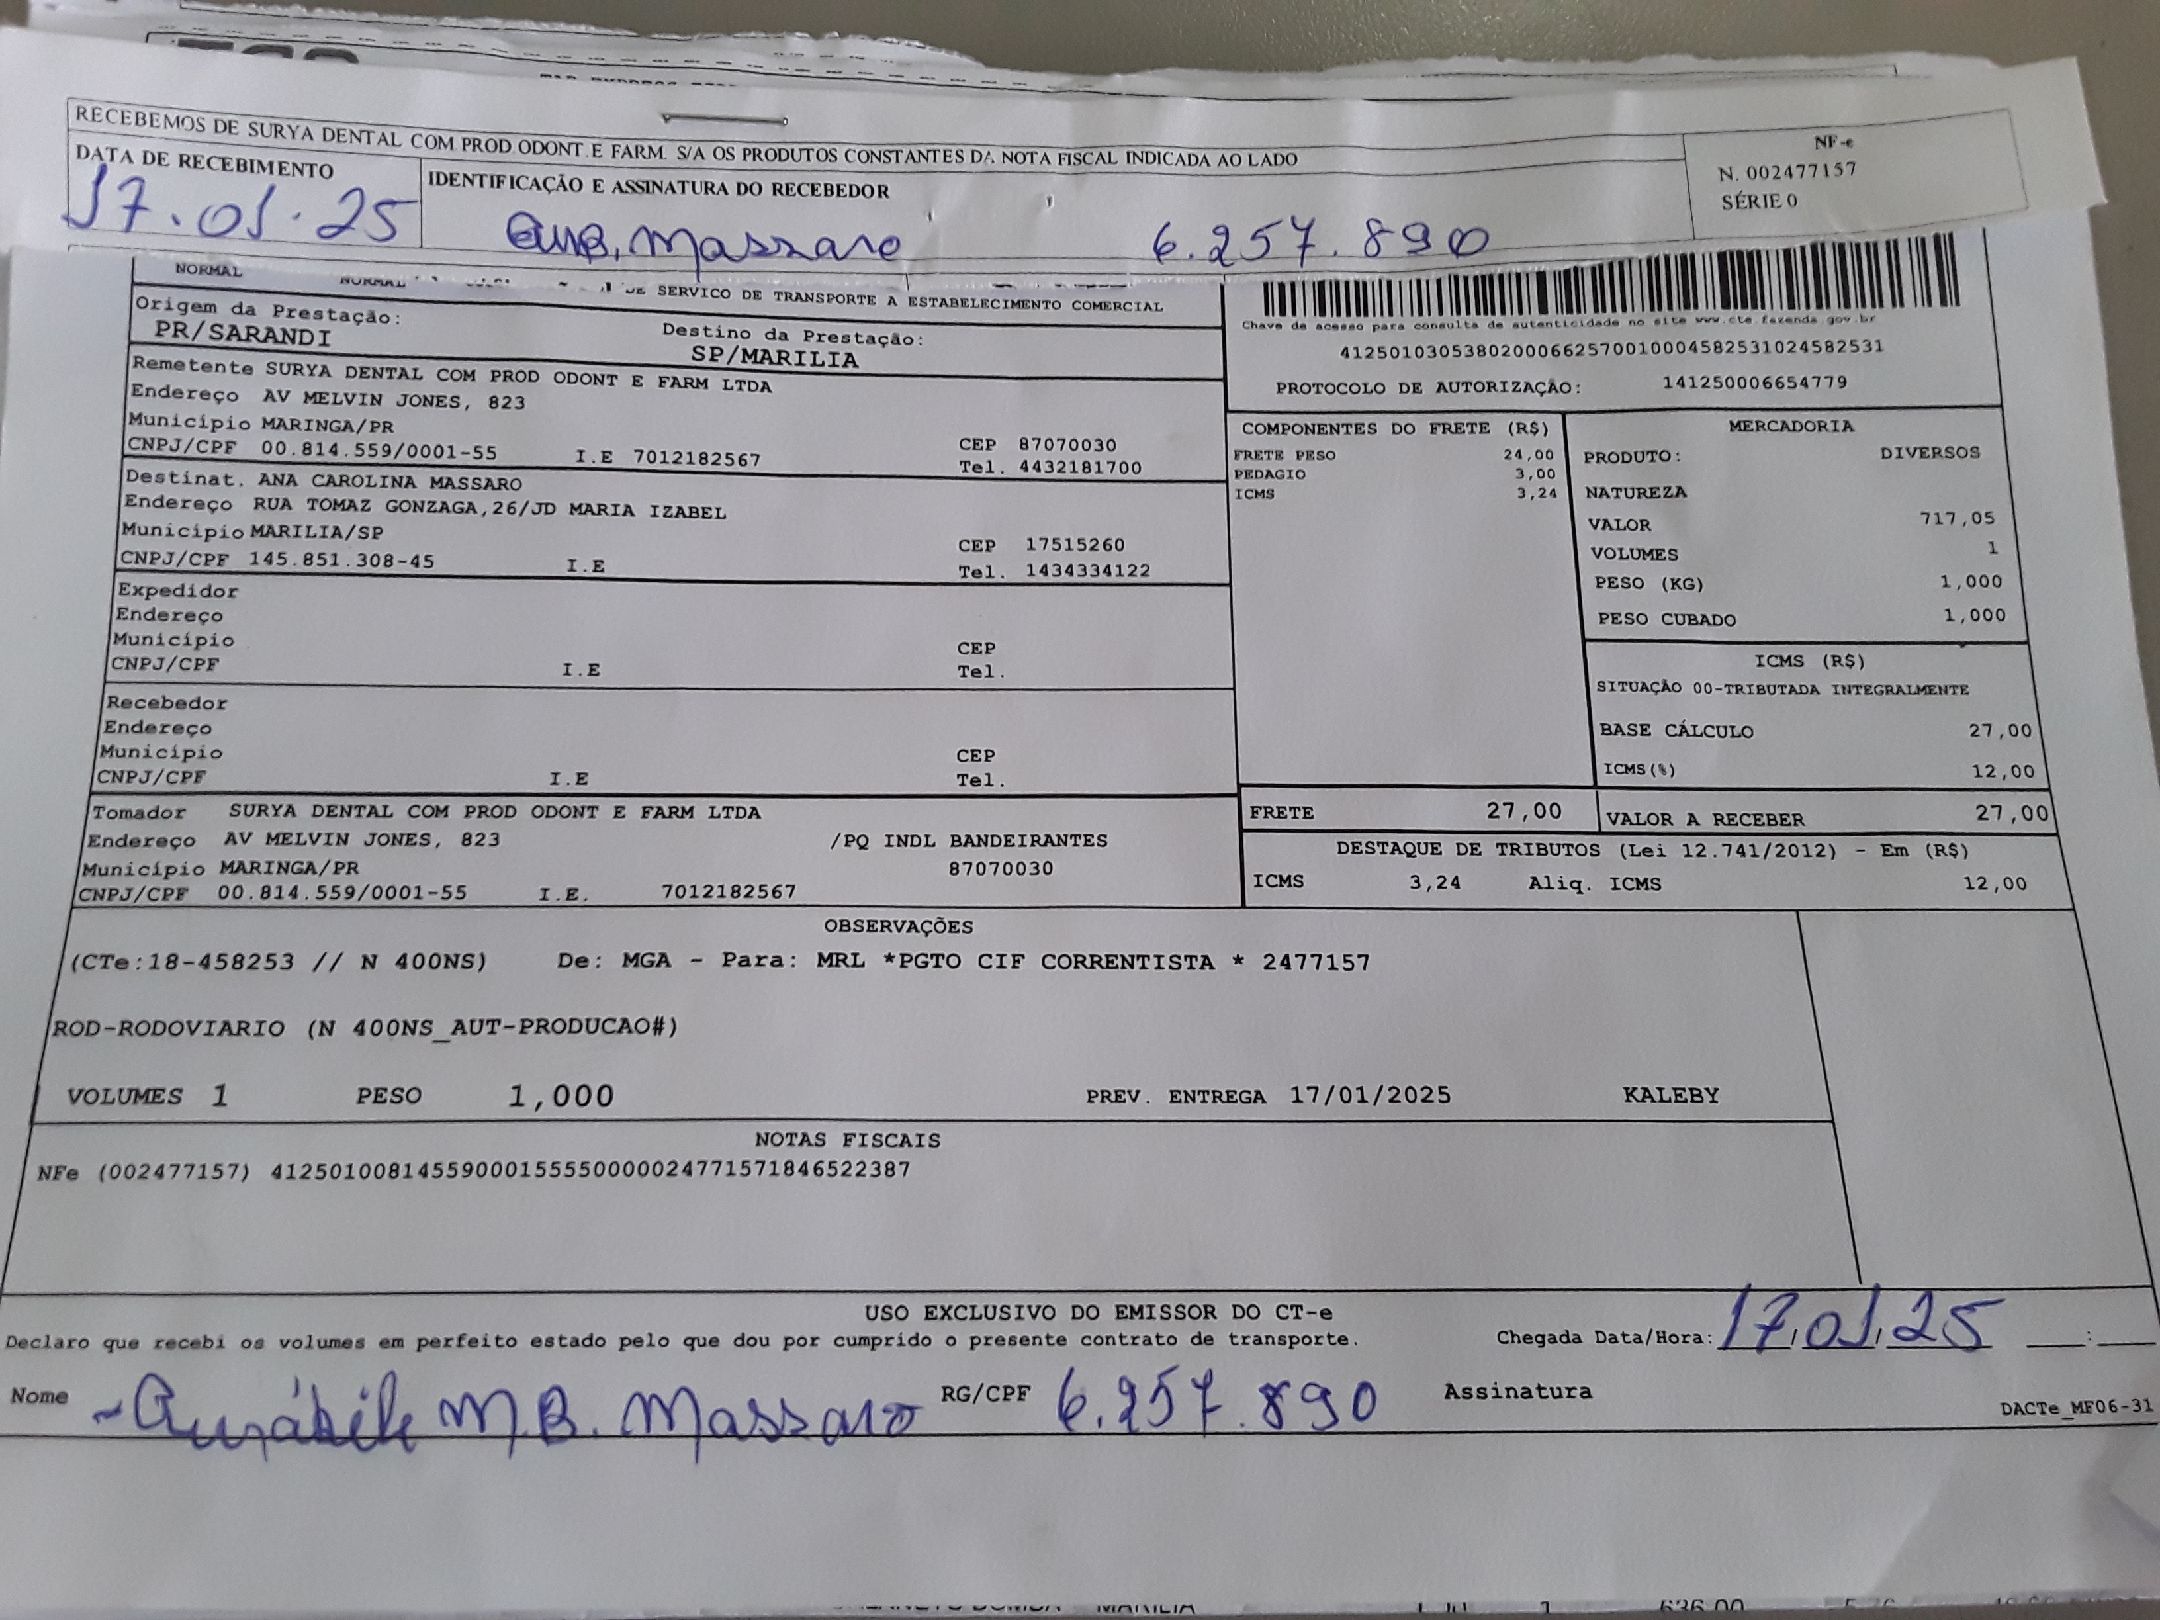 RECEBEMOS DE SURYA DENTAL COM.PROD.ODONT.E FARM. S/A OS PRODUTOS CONSTANTES DA NOTA FISCAL INDICADA AO LADO
NF-e
N. 002477157
SÉRIE 0
DATA DE RECEBIMENTO
17.01.25
IDENTIFICAÇÃO E ASSINATURA DO RECEBEDOR
Massaro 6.257.890
NORMAL
NORMAL
DE SERVICO DE TRANSPORTE A ESTABELECIMENTO COMERCIAL
Origem da Prestação:
PR/SARANDI
Destino da Prestação:
SP/MARILIA
Chave de acesso para consulta de autenticidade no site www.cte.fazenda.gov.br
41250103053802000662570010004582531024582531
PROTOCOLO DE AUTORIZAÇÃO: 141250006654779
Remetente SURYA DENTAL COM PROD ODONT E FARM LTDA
Endereço AV MELVIN JONES, 823
Município MARINGA/PR CEP 87070030
CNPJ/CPF 00.814.559/0001-55 I.E 7012182567 Tel. 4432181700
Destinat. ANA CAROLINA MASSARO
Endereço RUA TOMAZ GONZAGA,26/JD MARIA IZABEL
Município MARILIA/SP CEP 17515260
CNPJ/CPF 145.851.308-45 I.E Tel. 1434334122
Expedidor
Endereço
Município CEP
CNPJ/CPF I.E Tel.
Recebedor
Endereço
Município CEP
CNPJ/CPF I.E Tel.
Tomador SURYA DENTAL COM PROD ODONT E FARM LTDA
Endereço AV MELVIN JONES, 823 /PQ INDL BANDEIRANTES
Município MARINGA/PR 87070030
CNPJ/CPF 00.814.559/0001-55 I.E. 7012182567
COMPONENTES DO FRETE (R$)
FRETE PESO 24,00
PEDAGIO 3,00
ICMS 3,24
MERCADORIA
PRODUTO: DIVERSOS
NATUREZA
VALOR 717,05
VOLUMES 1
PESO (KG) 1,000
PESO CUBADO 1,000
ICMS (R$)
SITUAÇÃO 00-TRIBUTADA INTEGRALMENTE
BASE CÁLCULO 27,00
ICMS(%) 12,00
FRETE 27,00
VALOR A RECEBER 27,00
DESTAQUE DE TRIBUTOS (Lei 12.741/2012) - Em (R$)
ICMS 3,24 Aliq. ICMS 12,00
OBSERVAÇÕES
(CTe:18-458253 // N 400NS) De: MGA - Para: MRL *PGTO CIF CORRENTISTA * 2477157
ROD-RODOVIARIO (N 400NS_AUT-PRODUCAO#)
VOLUMES 1 PESO 1,000 PREV. ENTREGA 17/01/2025 KALEBY
NOTAS FISCAIS
NFe (002477157) 41250100814559000155550000024771571846522387
USO EXCLUSIVO DO EMISSOR DO CT-e
Declaro que recebi os volumes em perfeito estado pelo que dou por cumprido o presente contrato de transporte.
Chegada Data/Hora: 17/01/25 __:__
Nome M.B. Massaro RG/CPF 6.257.890 Assinatura
DACTe_MF06-31
MARILIA 1 636,00